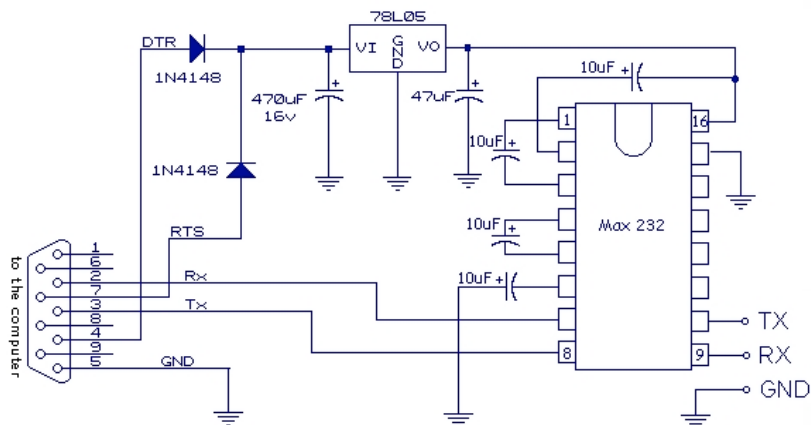 78L05
DTR
VI
GND
VO
10uF +
1N4148
470uF
16v
+
47uF
+
1
16
10uF
+
1N4148
Max 232
RTS
10uF
+
to the computer
1
6
2
7
3
8
4
9
5
Rx
Tx
GND
10uF +
8
9
TX
RX
GND